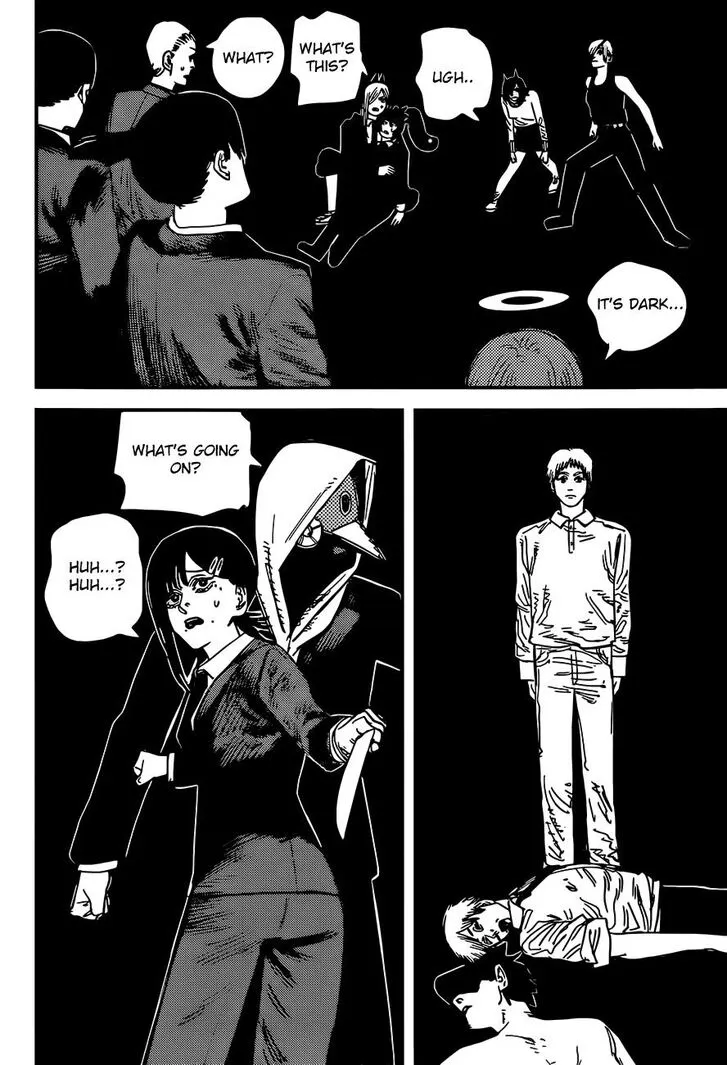 WHAT?
WHAT'S
THIS?
UGH..
IT'S DARK...
WHAT'S GOING
ON?
HUH...?
HUH...?